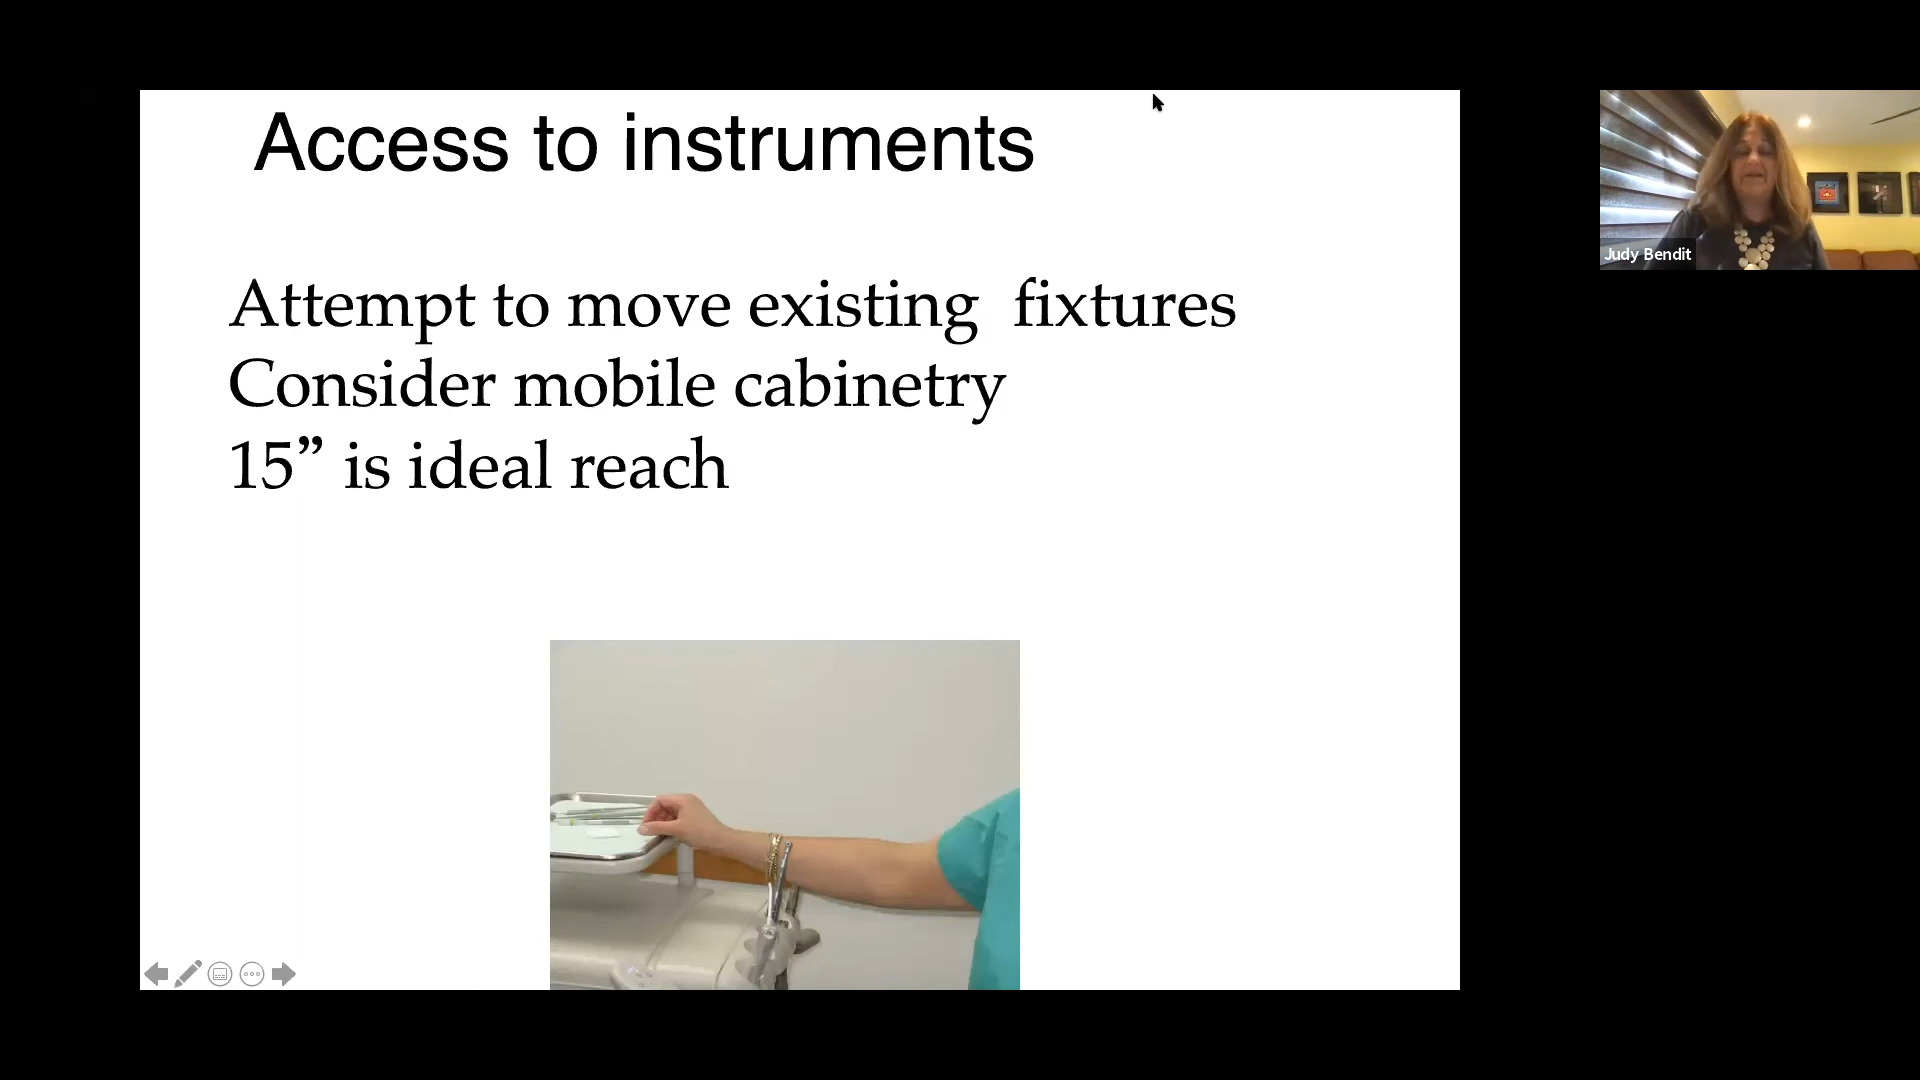 Access to instruments
Attempt to move existing  fixtures
Consider mobile cabinetry
15” is ideal reach
Judy Bendit